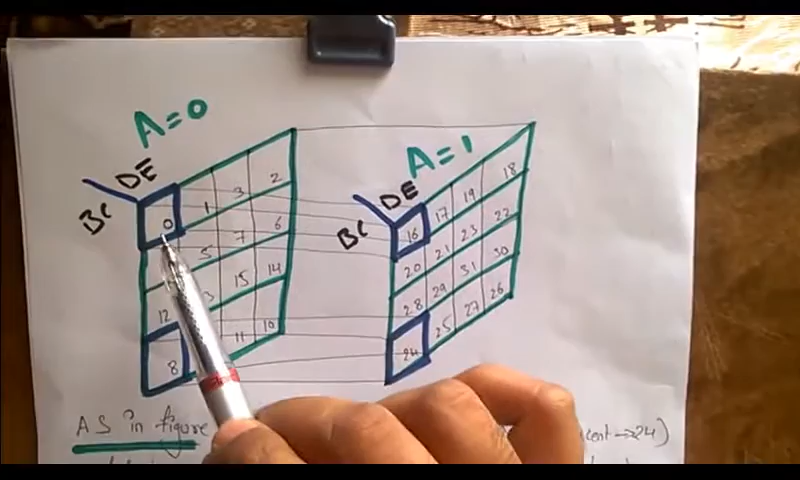 A=0
DE
BC
0 1 3 2
5 7 6
12 15 14
8 11 10
A=1
DE
BC
16 17 19 18
20 21 23 22
28 29 31 30
24 25 27 26
AS in figure
24)